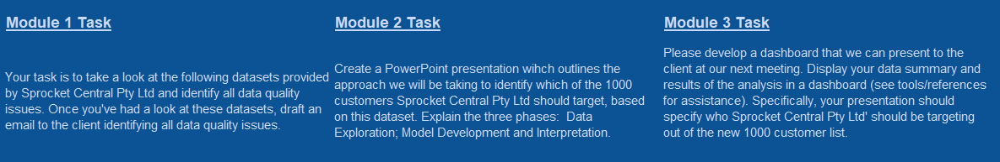 Module 1 Task
Your task is to take a look at the following datasets provided
by Sprocket Central Pty Ltd and identify all data quality
issues. Once you've had a look at these datasets, draft an
email to the client identifying all data quality issues.
Module 2 Task
Create a PowerPoint presentation wihch outlines the
approach we will be taking to identify which of the 1000
customers Sprocket Central Pty Ltd should target, based
on this dataset. Explain the three phases:  Data
Exploration; Model Development and Interpretation.
Module 3 Task
Please develop a dashboard that we can present to the
client at our next meeting. Display your data summary and
results of the analysis in a dashboard (see tools/references
for assistance). Specifically, your presentation should
specify who Sprocket Central Pty Ltd' should be targeting
out of the new 1000 customer list.